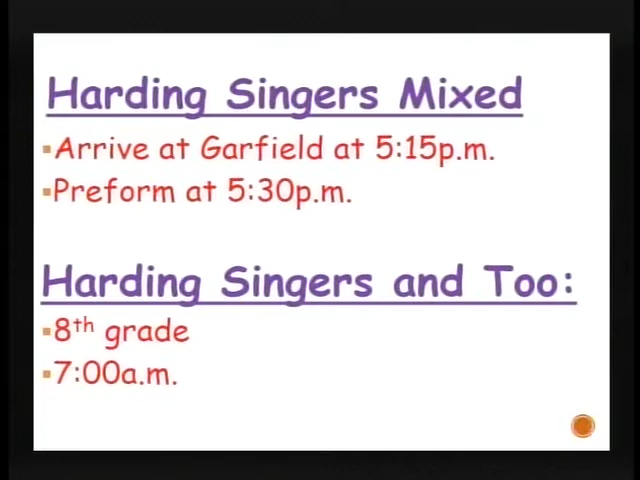 Harding Singers Mixed
▪Arrive at Garfield at 5:15p.m.
▪Preform at 5:30p.m.
Harding Singers and Too:
▪8th grade
▪7:00a.m.